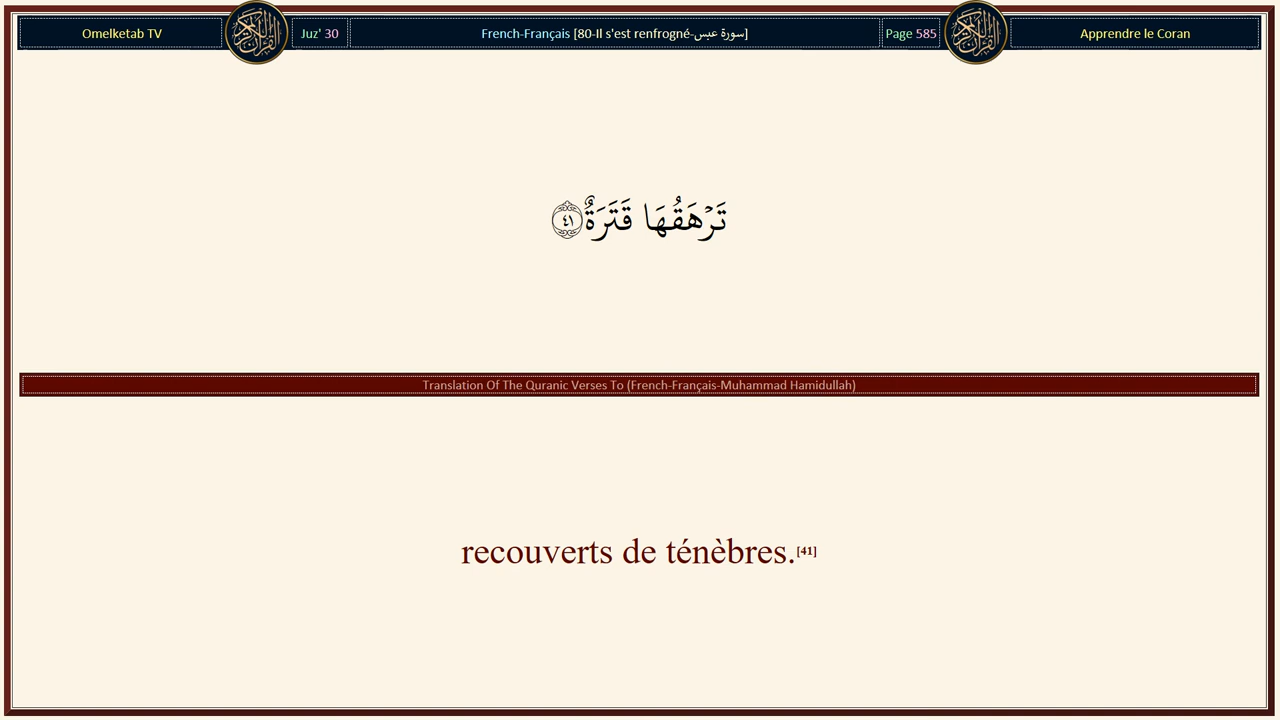 Omelketab TV
Juz' 30
French-Français [80-Il s'est renfrogné-سورة عبس]
Page 585
Apprendre le Coran
تَرْهَقُهَا قَتَرَةٌ ٤١
Translation Of The Quranic Verses To (French-Français-Muhammad Hamidullah)
recouverts de ténèbres.[41]